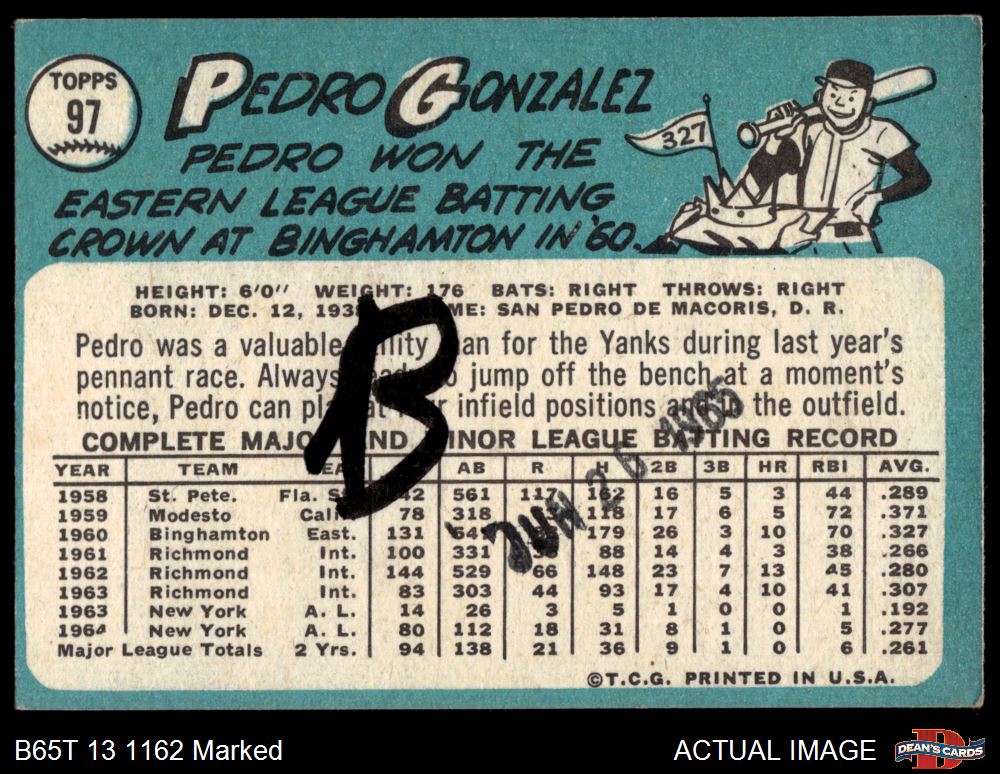 TOPPS
97
PEDRO GONZALEZ
PEDRO WON THE
EASTERN LEAGUE BATTING
CROWN AT BINGHAMTON IN '60.
327
HEIGHT: 6'0" WEIGHT: 176 BATS: RIGHT THROWS: RIGHT
BORN: DEC. 12, 193 ME: SAN PEDRO DE MACORIS, D. R.
Pedro was a valuable for the Yanks during last year's
pennant race. Always jump off the bench at a moment's
notice, Pedro can infield positions and the outfield.
COMPLETE MAJOR AND MINOR LEAGUE BATTING RECORD
YEAR TEAM AB R H 2B 3B HR RBI AVG.
1958 St. Pete. Fla. 42 561 117 162 16 5 3 44 .289
1959 Modesto Calif. 78 318 118 17 6 5 72 .371
1960 Binghamton East. 131 179 26 3 10 70 .327
1961 Richmond Int. 100 331 88 14 4 3 38 .266
1962 Richmond Int. 144 529 66 148 23 7 13 45 .280
1963 Richmond Int. 83 303 44 93 17 4 10 41 .307
1963 New York A. L. 14 26 3 5 1 0 0 1 .192
1964 New York A. L. 80 112 18 31 8 1 0 5 .277
Major League Totals 2 Yrs. 94 138 21 36 9 1 0 6 .261
©T.C.G. PRINTED IN U.S.A.
B
JUN 26 1965
B65T 13 1162 Marked
ACTUAL IMAGE
DEAN'S CARDS